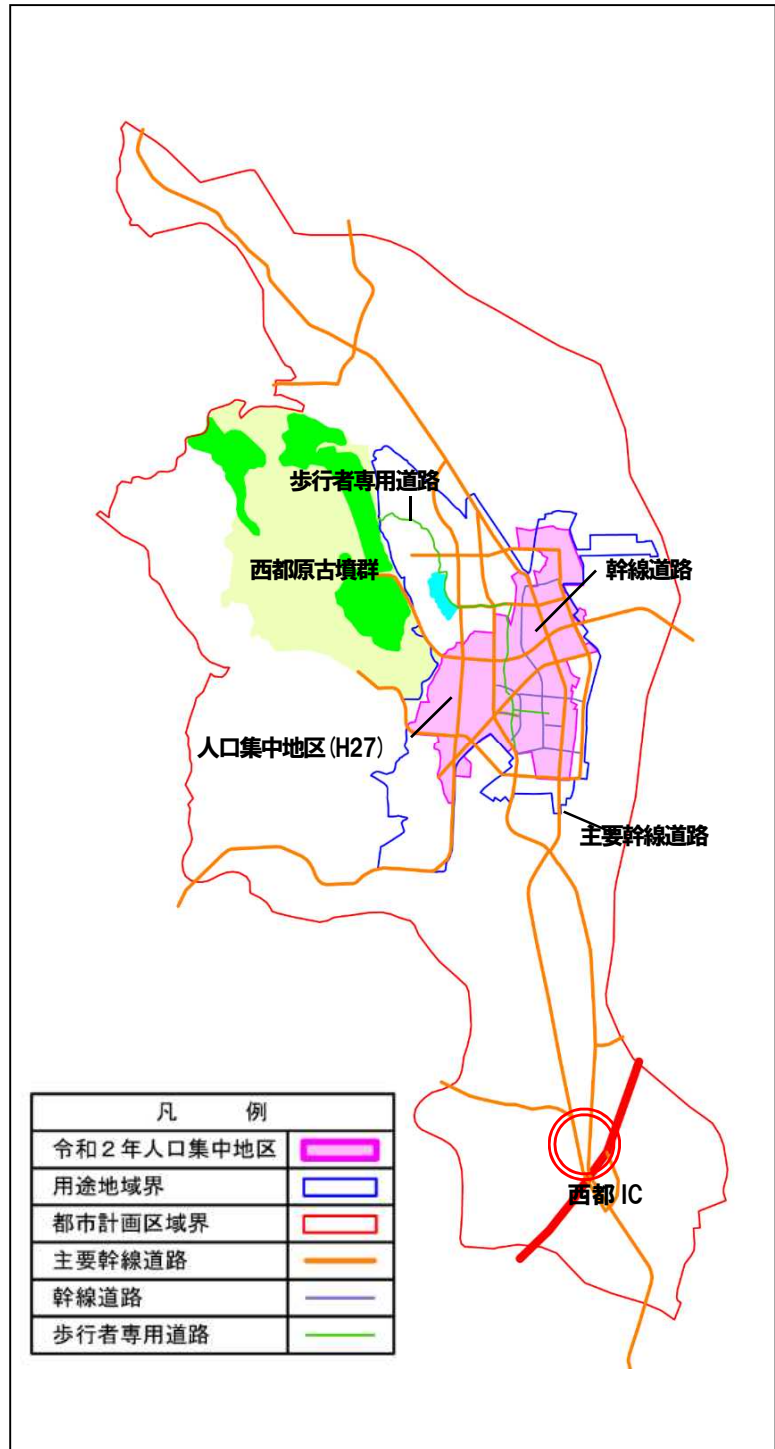 歩行者専用道路
西都原古墳群
幹線道路
人口集中地区(H27)
主要幹線道路
西都IC
凡 例
令和2年人口集中地区
用途地域界
都市計画区域界
主要幹線道路
幹線道路
歩行者専用道路